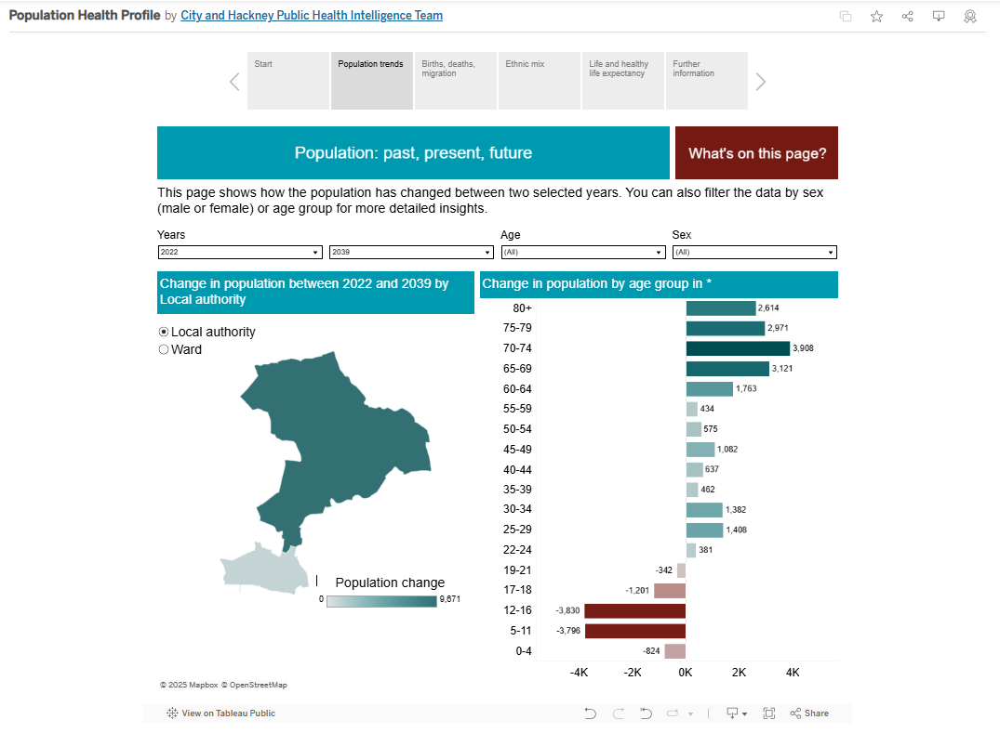 Population Health Profile by City and Hackney Public Health Intelligence Team
Start
Population trends
Births, deaths,
migration
Ethnic mix
Life and healthy
life expectancy
Further
information
Population: past, present, future
What's on this page?
This page shows how the population has changed between two selected years. You can also filter the data by sex
(male or female) or age group for more detailed insights.
Years
Age
Sex
2022
2039
(All)
(All)
Change in population between 2022 and 2039 by
Local authority
Local authority
Ward
Population change
0
9,671
© 2025 Mapbox © OpenStreetMap
Change in population by age group in *
80+ 2,614
75-79 2,971
70-74 3,908
65-69 3,121
60-64 1,763
55-59 434
50-54 575
45-49 1,082
40-44 637
35-39 462
30-34 1,382
25-29 1,408
22-24 381
19-21 -342
17-18 -1,201
12-16 -3,830
5-11 -3,796
0-4 -824
-4K -2K 0K 2K 4K
View on Tableau Public
Share